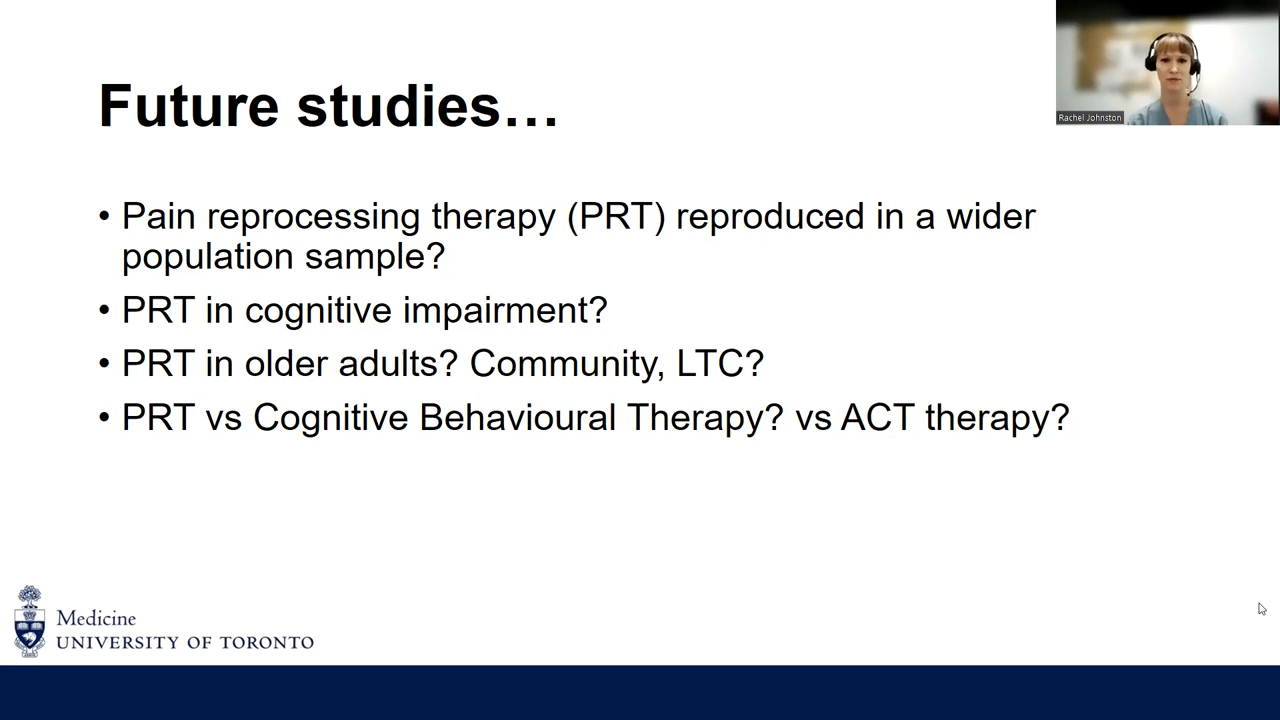 Rachel Johnston
Future studies…
• Pain reprocessing therapy (PRT) reproduced in a wider
population sample?
• PRT in cognitive impairment?
• PRT in older adults? Community, LTC?
• PRT vs Cognitive Behavioural Therapy? vs ACT therapy?
Medicine
UNIVERSITY OF TORONTO